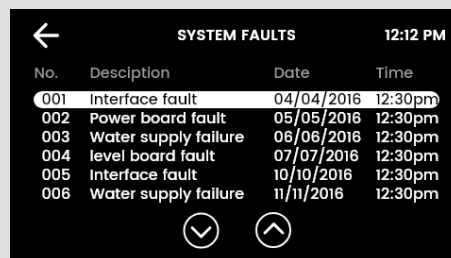 SYSTEM FAULTS 12:12 PM
No. Desciption Date Time
001 Interface fault 04/04/2016 12:30pm
002 Power board fault 05/05/2016 12:30pm
003 Water supply failure 06/06/2016 12:30pm
004 level board fault 07/07/2016 12:30pm
005 Interface fault 10/10/2016 12:30pm
006 Water supply failure 11/11/2016 12:30pm